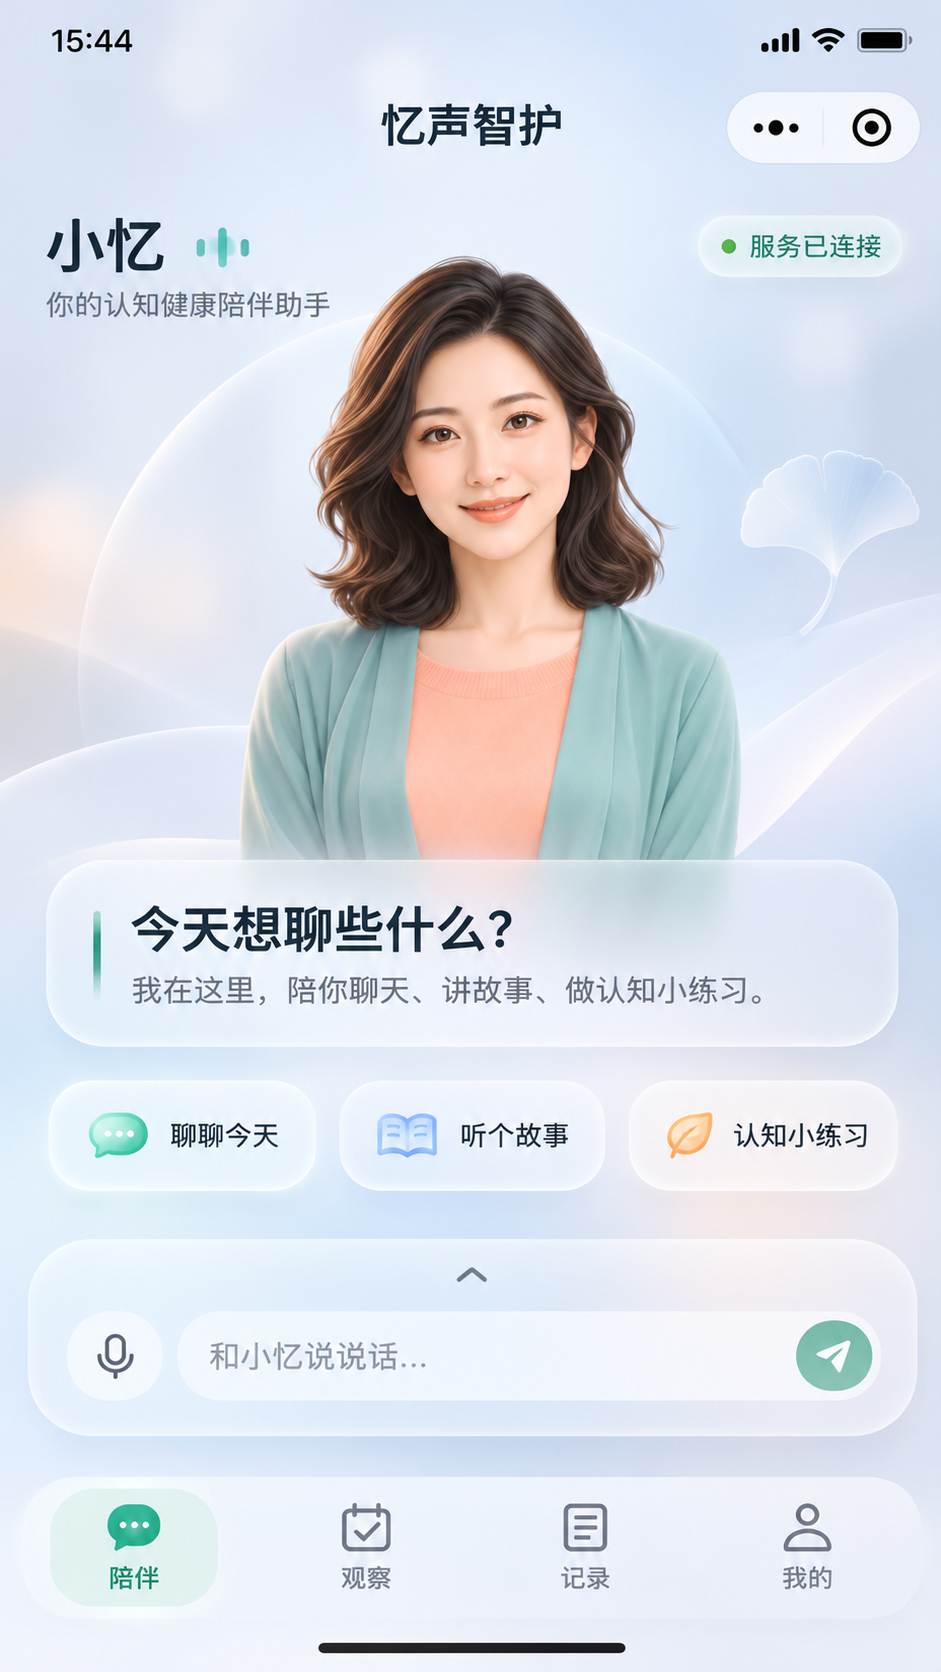 15:44
忆声智护
小忆
服务已连接
你的认知健康陪伴助手
今天想聊些什么？
我在这里，陪你聊天、讲故事、做认知小练习。
聊聊今天
听个故事
认知小练习
和小忆说说话...
陪伴
观察
记录
我的